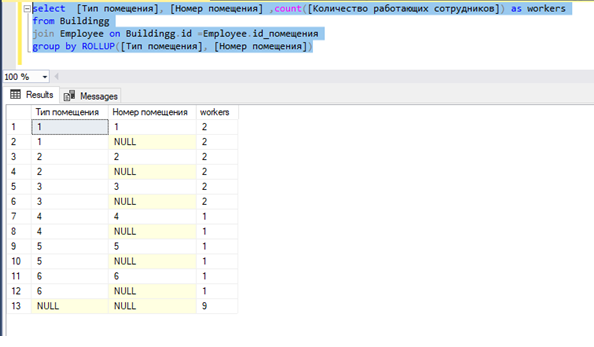 select [Тип помещения], [Номер помещения] ,count([Количество работающих сотрудников]) as workers
from Buildingg
join Employee on Buildingg.id =Employee.id_помещения
group by ROLLUP([Тип помещения], [Номер помещения])
100 %
Results Messages
Тип помещения Номер помещения workers
1 1 1 2
2 1 NULL 2
3 2 2 2
4 2 NULL 2
5 3 3 2
6 3 NULL 2
7 4 4 1
8 4 NULL 1
9 5 5 1
10 5 NULL 1
11 6 6 1
12 6 NULL 1
13 NULL NULL 9